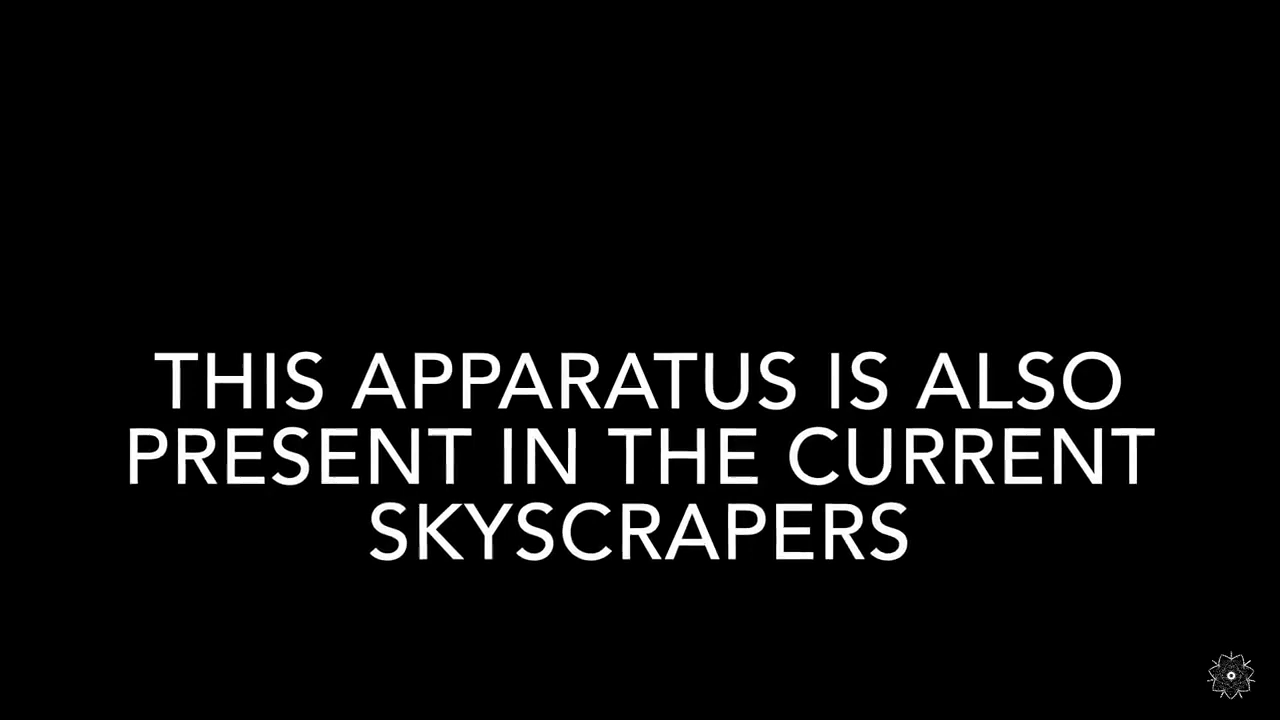 THIS APPARATUS IS ALSO
PRESENT IN THE CURRENT
SKYSCRAPERS